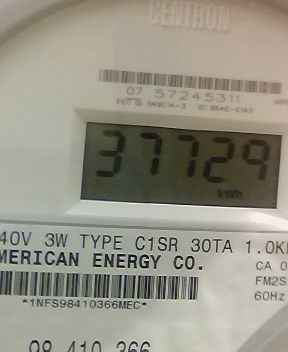 CENTRON
07 57245311
37729
kWh
40V 3W TYPE C1SR 30TA 1.0K
MERICAN ENERGY CO.
CA 0
FM2S
60Hz
*1NFS98410366MEC*
98 410 366